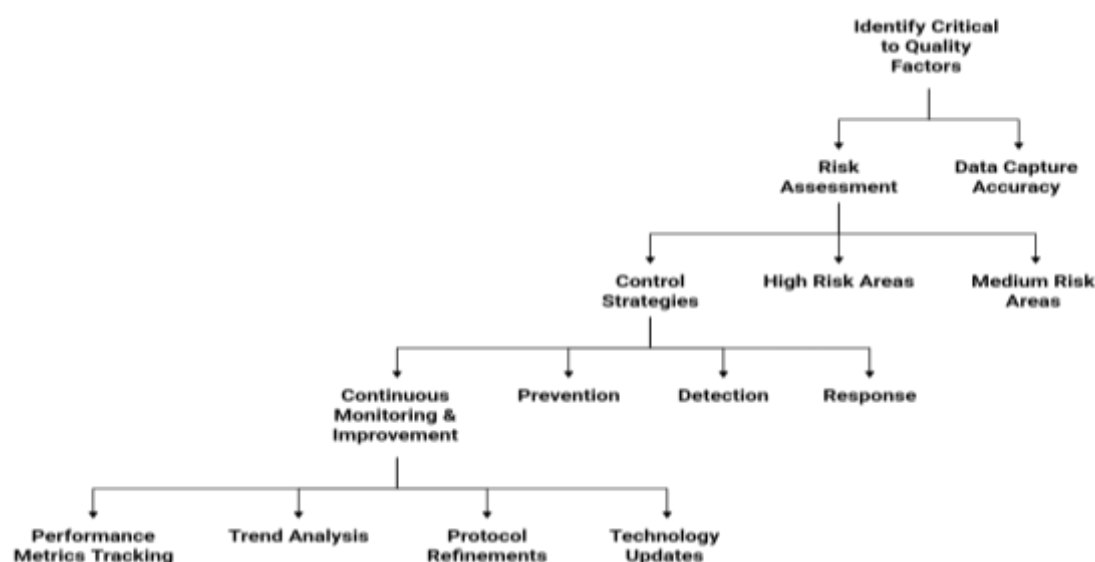 Identify Critical
to Quality
Factors
Risk
Assessment
Data Capture
Accuracy
Control
Strategies
High Risk Areas
Medium Risk
Areas
Continuous
Monitoring &
Improvement
Prevention
Detection
Response
Performance
Metrics Tracking
Trend Analysis
Protocol
Refinements
Technology
Updates